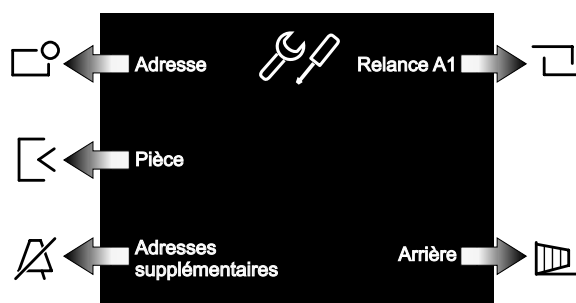 Adresse
Relance A1
Pièce
Adresses
supplémentaires
Arrière